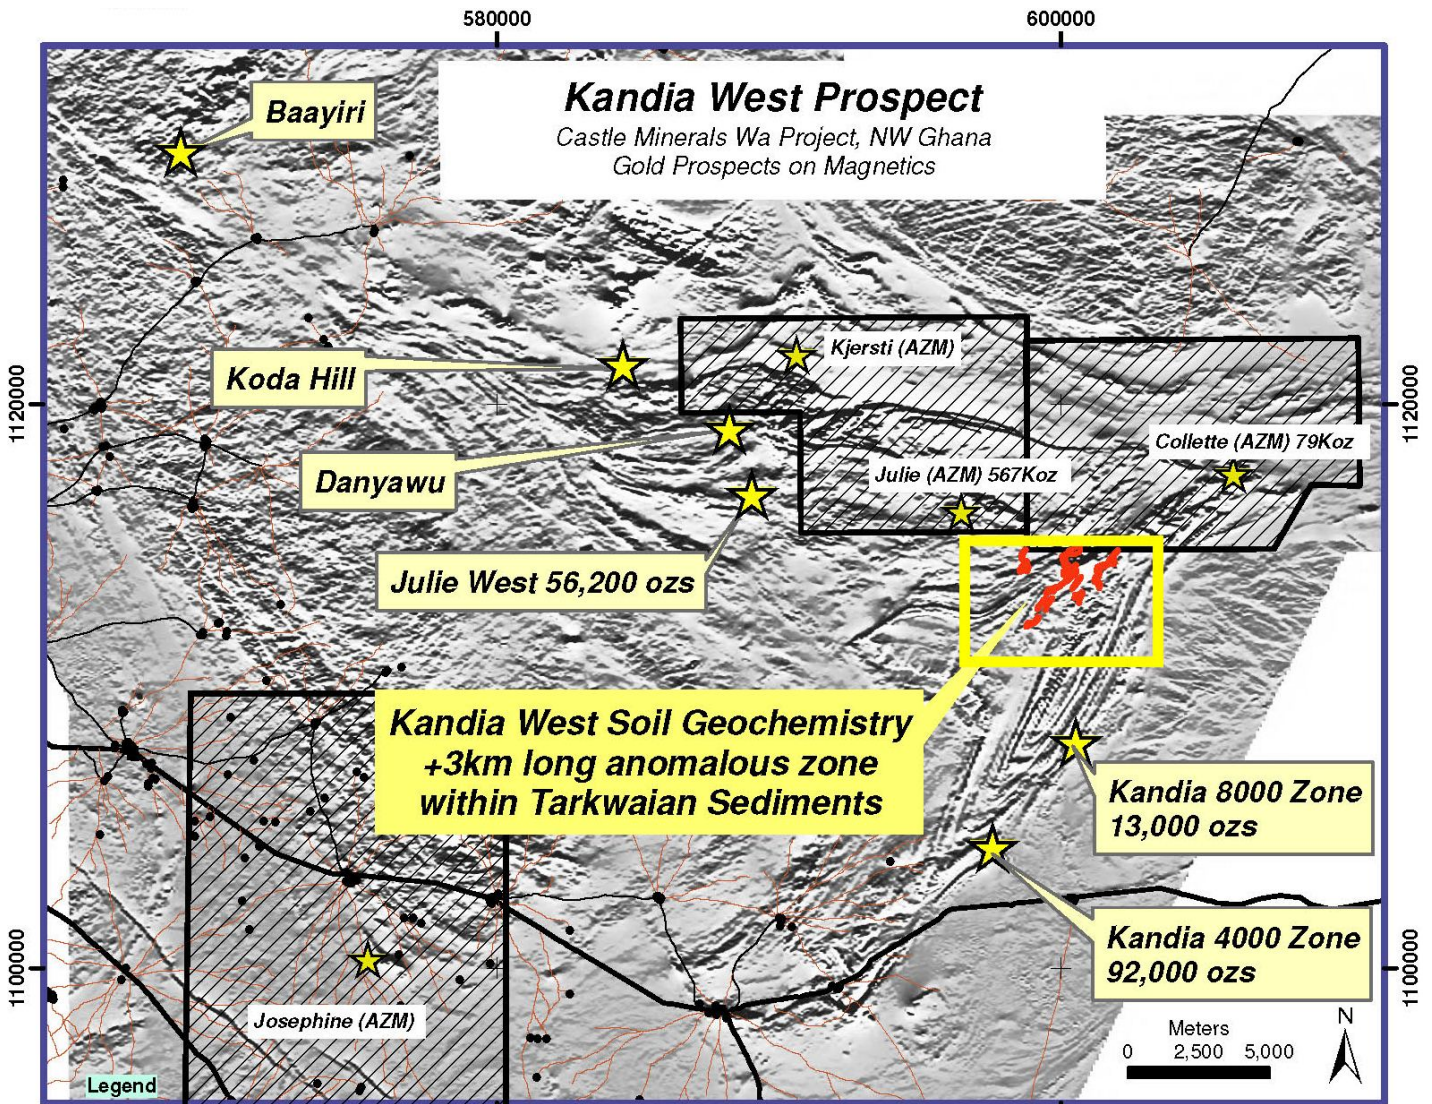 580000
600000
Kandia West Prospect
Castle Minerals Wa Project, NW Ghana
Gold Prospects on Magnetics
Baayiri
Kjersti (AZM)
Koda Hill
1120000
1120000
Collette (AZM) 79Koz
Danyawu
Julie (AZM) 567Koz
Julie West 56,200 ozs
Kandia West Soil Geochemistry
+3km long anomalous zone
within Tarkwaian Sediments
Kandia 8000 Zone
13,000 ozs
Kandia 4000 Zone
92,000 ozs
1100000
1100000
Josephine (AZM)
Meters
0 2,500 5,000
N
Legend